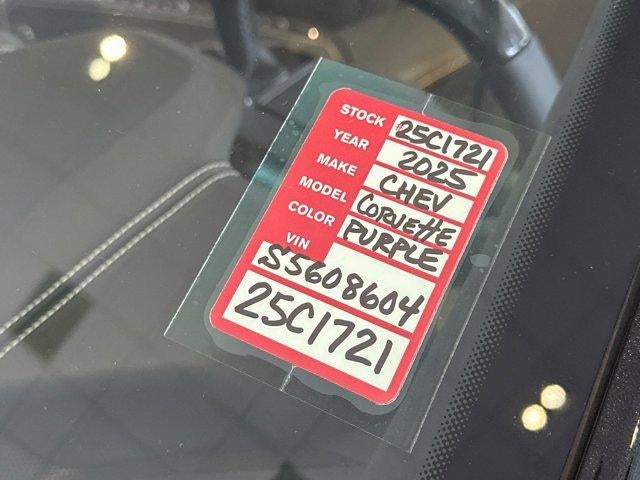 STOCK 25C1721
YEAR 2025
MAKE CHEV
MODEL CORVETTE
COLOR PURPLE
VIN
S5608604
25C1721